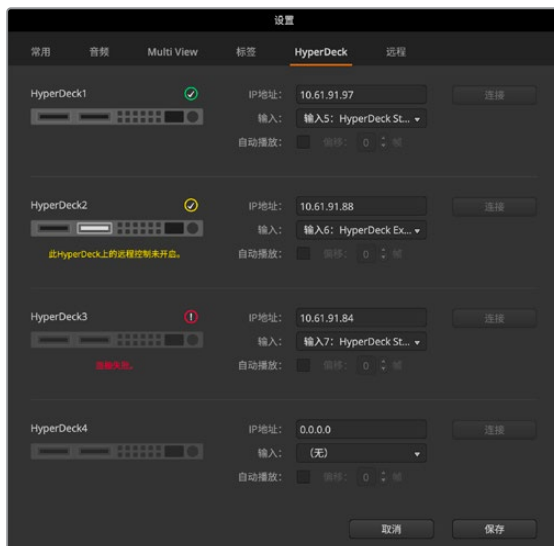 设置
常用 音频 Multi View 标签 HyperDeck 远程
HyperDeck1 IP地址： 10.61.91.97 连接
输入： 输入5：HyperDeck St...
自动播放： 偏移： 0 帧
HyperDeck2 IP地址： 10.61.91.88 连接
输入： 输入6：HyperDeck Ex...
此HyperDeck上的远程控制未开启。 自动播放： 偏移： 0 帧
HyperDeck3 IP地址： 10.61.91.84 连接
输入： 输入7：HyperDeck St...
连接失败。 自动播放： 偏移： 0 帧
HyperDeck4 IP地址： 0.0.0.0 连接
输入： （无）
自动播放： 偏移： 0 帧
取消 保存